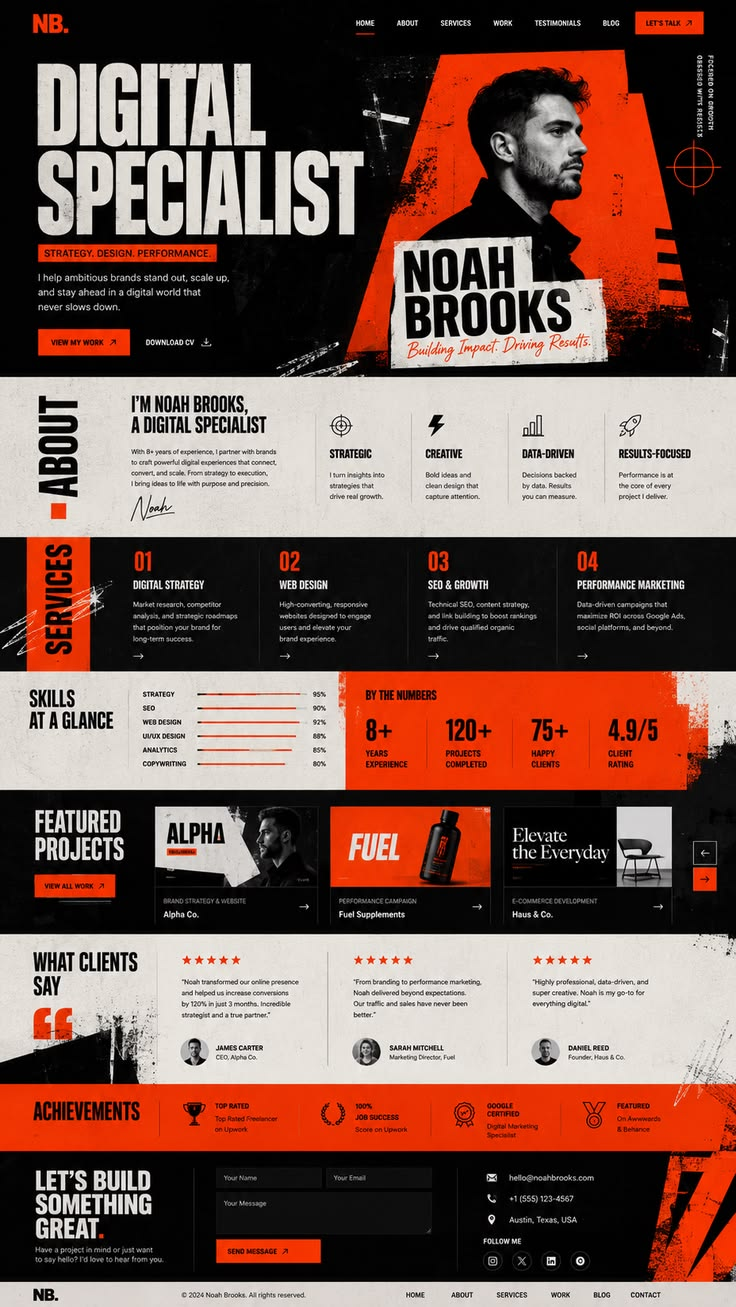 NB.
HOME
ABOUT
SERVICES
WORK
TESTIMONIALS
BLOG
LET'S TALK
DIGITAL
SPECIALIST
STRATEGY. DESIGN. PERFORMANCE.
I help ambitious brands stand out, scale up,
and stay ahead in a digital world that
never slows down.
VIEW MY WORK
DOWNLOAD CV
FOCUSED ON GROWTH
NOAH
BROOKS
Building Impact. Driving Results.
ABOUT
I'M NOAH BROOKS,
A DIGITAL SPECIALIST
With 8+ years of experience, I partner with brands
to craft powerful digital experiences that connect,
convert, and scale. From strategy to execution,
I bring ideas to life with purpose and precision.
Noah
STRATEGIC
I turn insights into
strategies that
drive real growth.
CREATIVE
Bold ideas and
clean design that
capture attention.
DATA-DRIVEN
Decisions backed
by data. Results
you can measure.
RESULTS-FOCUSED
Performance is at
the core of every
project I deliver.
SERVICES
01
DIGITAL STRATEGY
Market research, competitor
analysis, and strategic roadmaps
that position your brand for
long-term success.
02
WEB DESIGN
High-converting, responsive
websites designed to engage
users and elevate your
brand experience.
03
SEO & GROWTH
Technical SEO, content strategy,
and link building to boost rankings
and drive qualified organic
traffic.
04
PERFORMANCE MARKETING
Data-driven campaigns that
maximize ROI across Google Ads,
social platforms, and beyond.
SKILLS
AT A GLANCE
STRATEGY 95%
SEO 90%
WEB DESIGN 92%
UI/UX DESIGN 88%
ANALYTICS 85%
COPYWRITING 80%
BY THE NUMBERS
8+
YEARS
EXPERIENCE
120+
PROJECTS
COMPLETED
75+
HAPPY
CLIENTS
4.9/5
CLIENT
RATING
FEATURED
PROJECTS
VIEW ALL WORK
ALPHA
BRAND STRATEGY & WEBSITE
Alpha Co.
FUEL
PERFORMANCE CAMPAIGN
Fuel Supplements
Elevate
the Everyday
E-COMMERCE DEVELOPMENT
Haus & Co.
WHAT CLIENTS
SAY
"Noah transformed our online presence
and helped us increase conversions
by 120% in just 3 months. Incredible
strategist and a true partner."
JAMES CARTER
CEO, Alpha Co.
"From branding to performance marketing,
Noah delivered beyond expectations.
Our traffic and sales have never been
better."
SARAH MITCHELL
Marketing Director, Fuel
"Highly professional, data-driven, and
super creative. Noah is my go-to for
everything digital."
DANIEL REED
Founder, Haus & Co.
ACHIEVEMENTS
TOP RATED
Top Rated Freelancer
on Upwork
100%
JOB SUCCESS
Score on Upwork
GOOGLE
CERTIFIED
Digital Marketing
Specialist
FEATURED
On Awwwards
& Behance
LET'S BUILD
SOMETHING
GREAT.
Have a project in mind or just want
to say hello? I'd love to hear from you.
Your Name
Your Email
Your Message
SEND MESSAGE
hello@noahbrooks.com
+1 (555) 123-4567
Austin, Texas, USA
FOLLOW ME
NB.
© 2024 Noah Brooks. All rights reserved.
HOME
ABOUT
SERVICES
WORK
BLOG
CONTACT